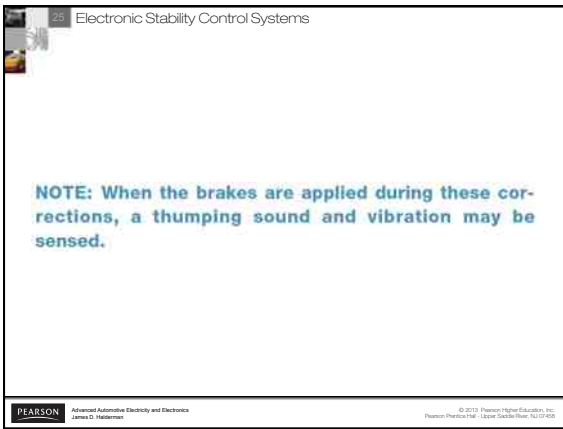 25 Electronic Stability Control Systems
NOTE: When the brakes are applied during these cor-
rections, a thumping sound and vibration may be
sensed.
PEARSON
Advanced Automotive Electricity and Electronics
James D. Halderman
© 2013 Pearson Higher Education, Inc.
Pearson Prentice Hall - Upper Saddle River, NJ 07458